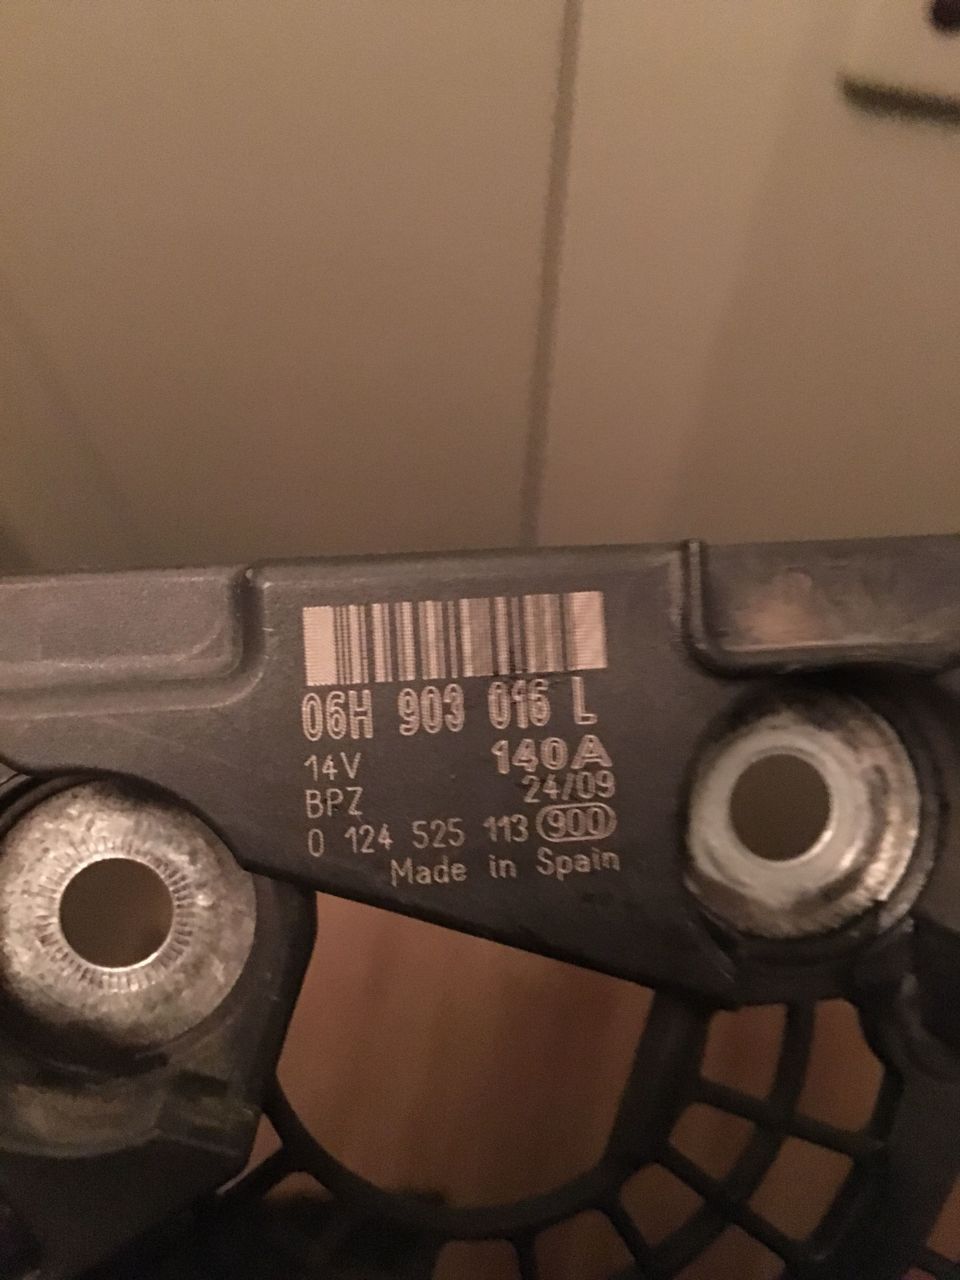 06H 903 016 L
14V 140A
BPZ 24/09
0 124 525 113 900
Made in Spain